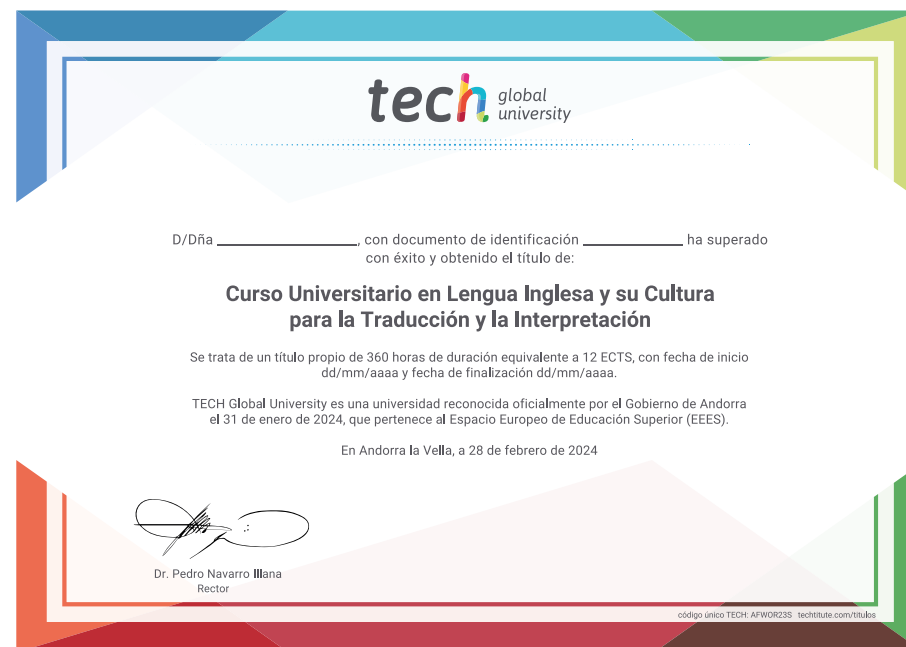 tech global university
D/Dña ____________________, con documento de identificación ______________ ha superado
con éxito y obtenido el título de:
Curso Universitario en Lengua Inglesa y su Cultura
para la Traducción y la Interpretación
Se trata de un título propio de 360 horas de duración equivalente a 12 ECTS, con fecha de inicio
dd/mm/aaaa y fecha de finalización dd/mm/aaaa.
TECH Global University es una universidad reconocida oficialmente por el Gobierno de Andorra
el 31 de enero de 2024, que pertenece al Espacio Europeo de Educación Superior (EEES).
En Andorra la Vella, a 28 de febrero de 2024
Dr. Pedro Navarro Illana
Rector
código único TECH: AFWOR23S techtitute.com/titulos